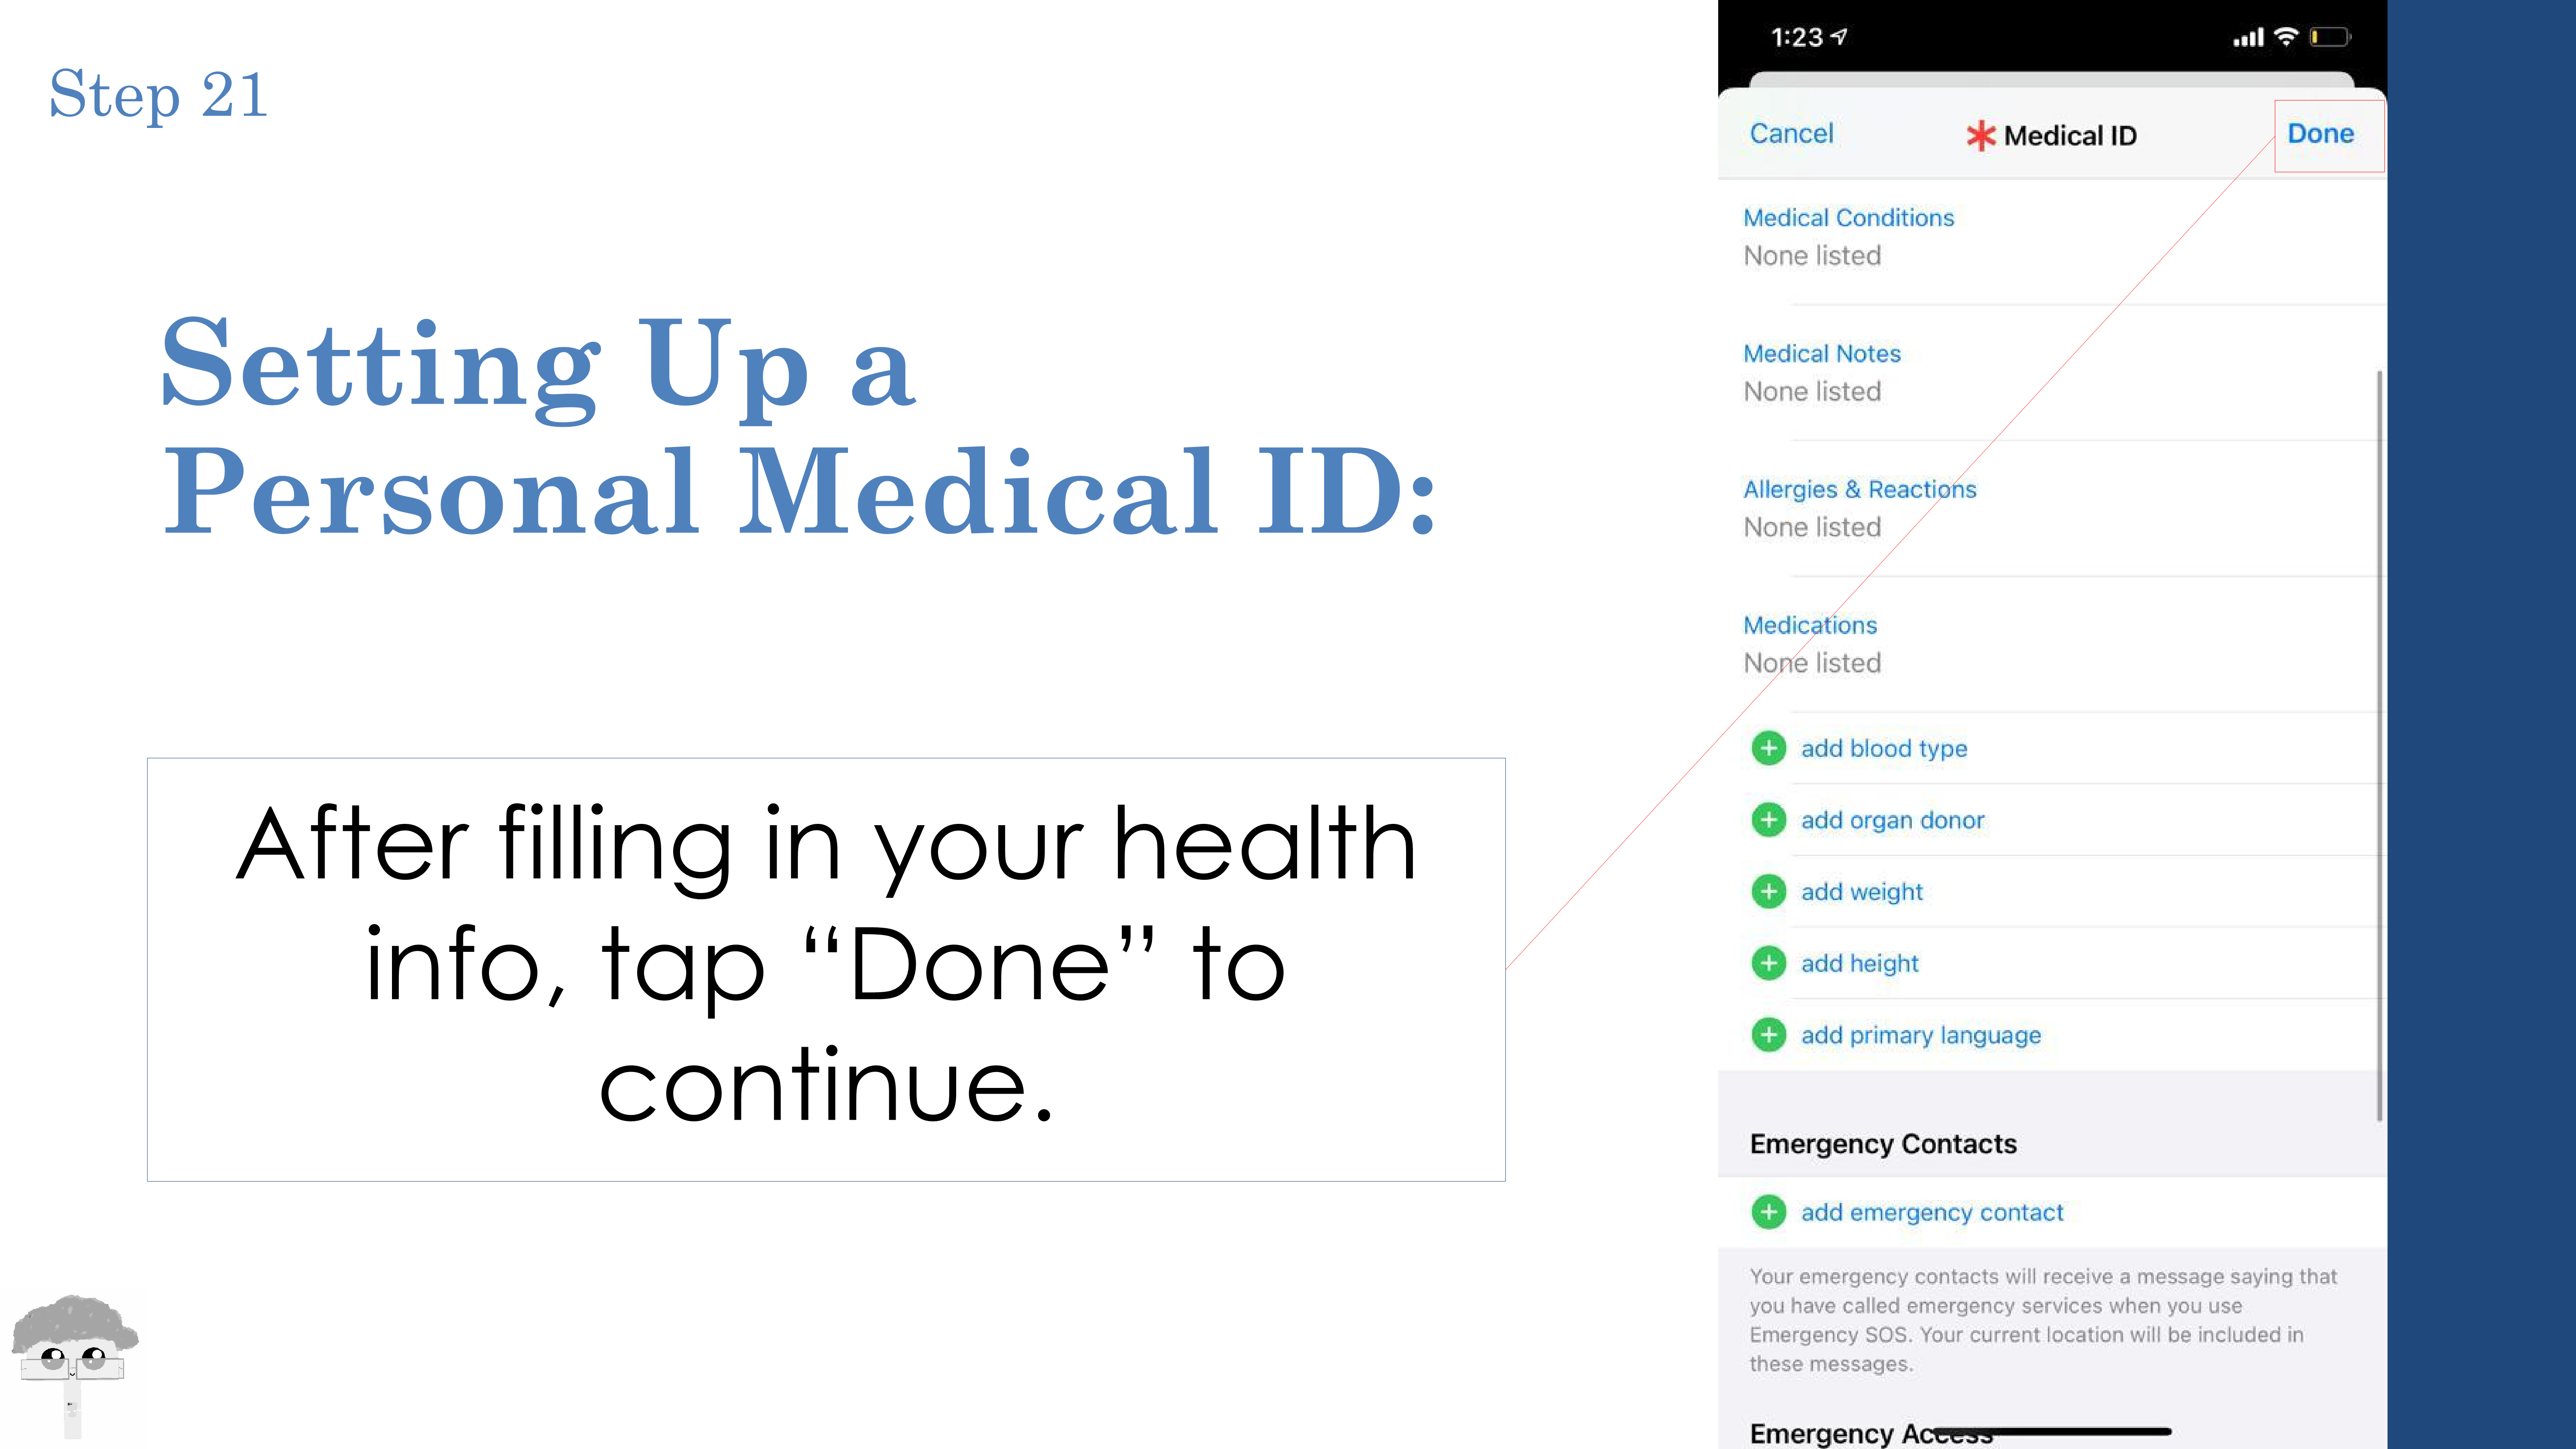 Step 21
Setting Up a
Personal Medical ID:
After filling in your health
info, tap “Done” to
continue.
1:23
Cancel
Medical ID
Done
Medical Conditions
None listed
Medical Notes
None listed
Allergies & Reactions
None listed
Medications
None listed
add blood type
add organ donor
add weight
add height
add primary language
Emergency Contacts
add emergency contact
Your emergency contacts will receive a message saying that
you have called emergency services when you use
Emergency SOS. Your current location will be included in
these messages.
Emergency Access